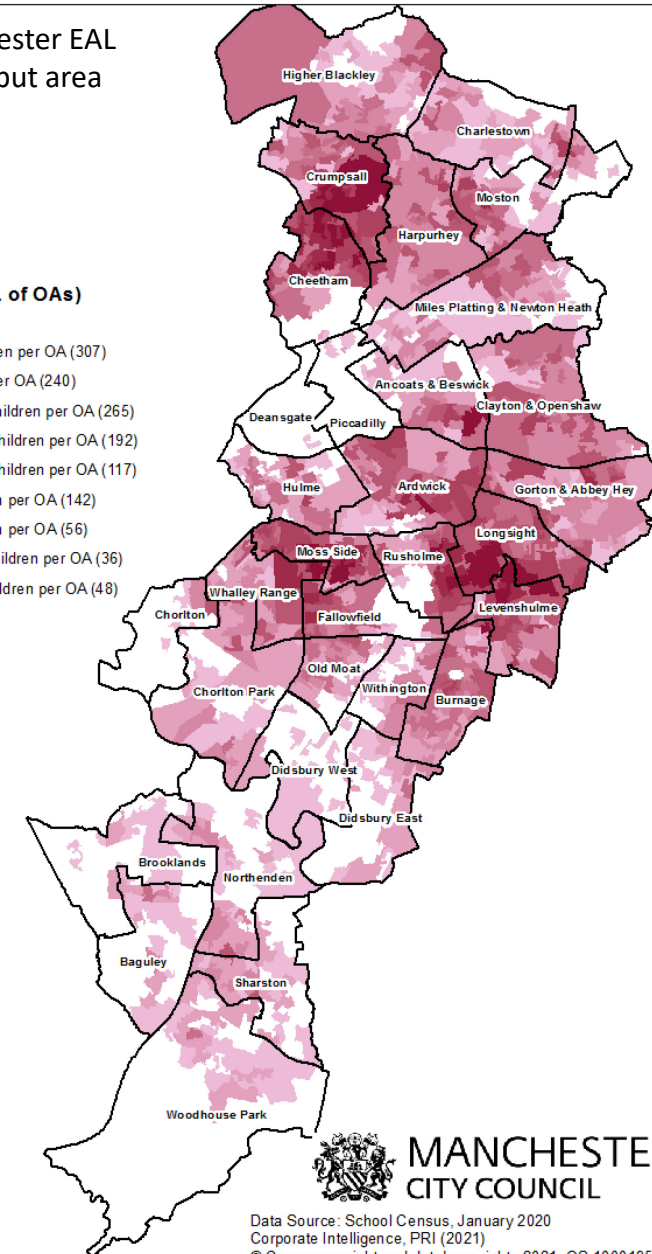 ester EAL
put area
. of OAs)
en per OA (307)
er OA (240)
hildren per OA (265)
hildren per OA (192)
hildren per OA (117)
n per OA (142)
n per OA (56)
hildren per OA (36)
ldren per OA (48)
Higher Blackley
Charlestown
Crumpsall
Moston
Harpurhey
Cheetham
Miles Platting & Newton Heath
Ancoats & Beswick
Clayton & Openshaw
Deansgate
Piccadilly
Hulme
Ardwick
Gorton & Abbey Hey
Longsight
Moss Side
Rusholme
Whalley Range
Levenshulme
Chorlton
Fallowfield
Old Moat
Withington
Chorlton Park
Burnage
Didsbury West
Didsbury East
Brooklands
Northenden
Baguley
Sharston
Woodhouse Park
MANCHESTE
CITY COUNCIL
Data Source: School Census, January 2020
Corporate Intelligence, PRI (2021)